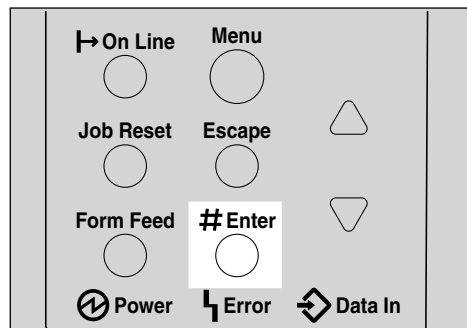 On Line Menu
Job Reset Escape
Form Feed # Enter
Power Error Data In